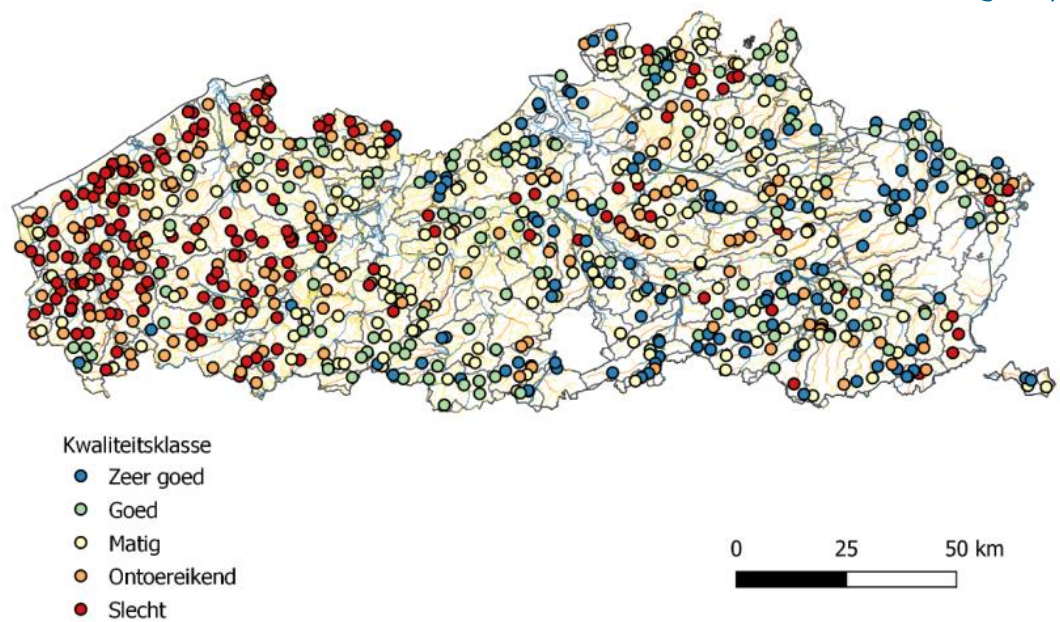 Kwaliteitsklasse
Zeer goed
Goed
Matig
Ontoereikend
Slecht
0 25 50 km